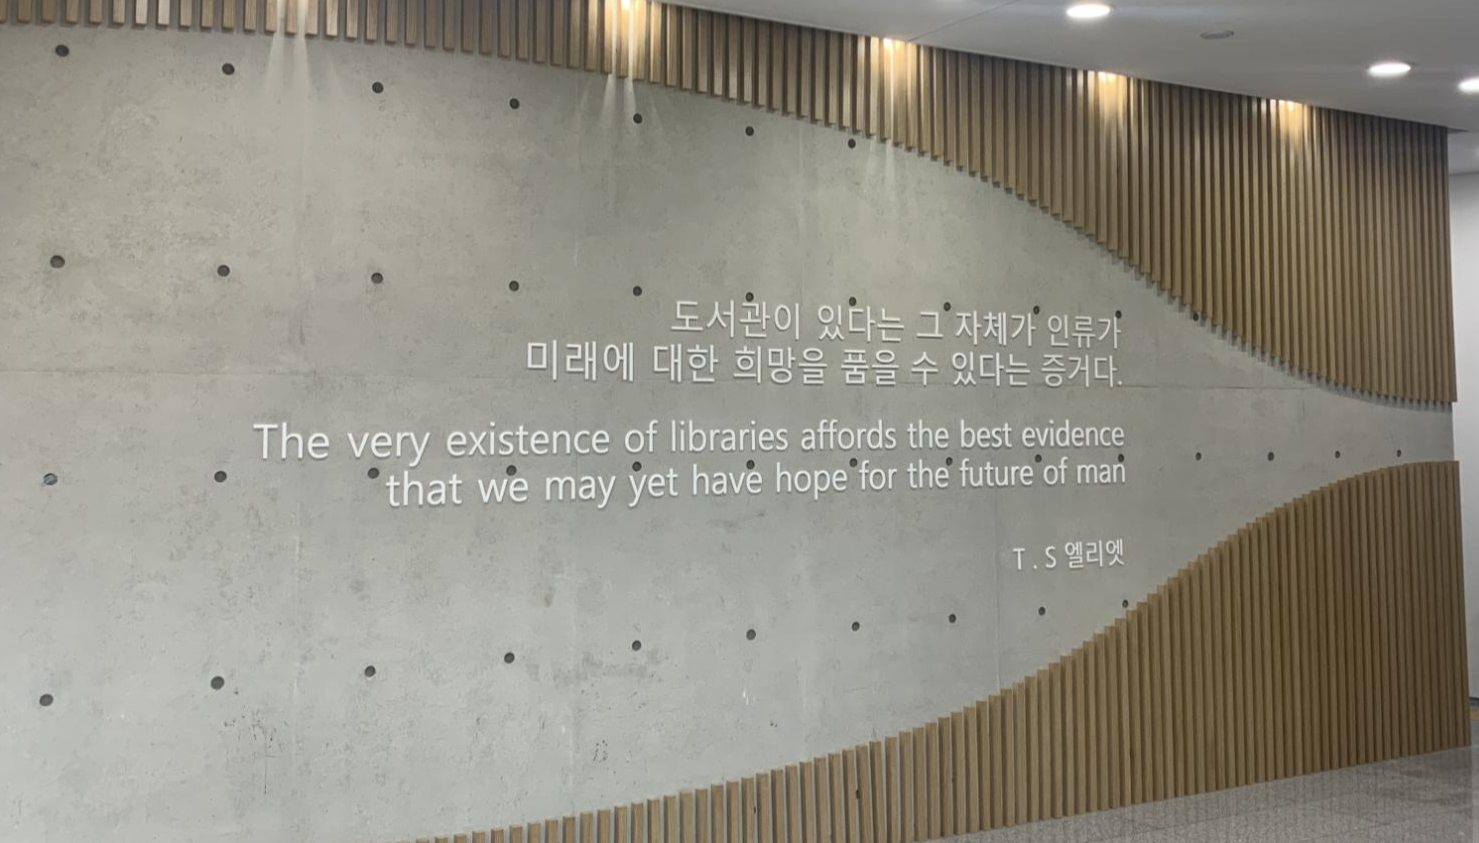 도서관이 있다는 그 자체가 인류가
미래에 대한 희망을 품을 수 있다는 증거다.
The very existence of libraries affords the best evidence
that we may yet have hope for the future of man
T . S 엘리엇